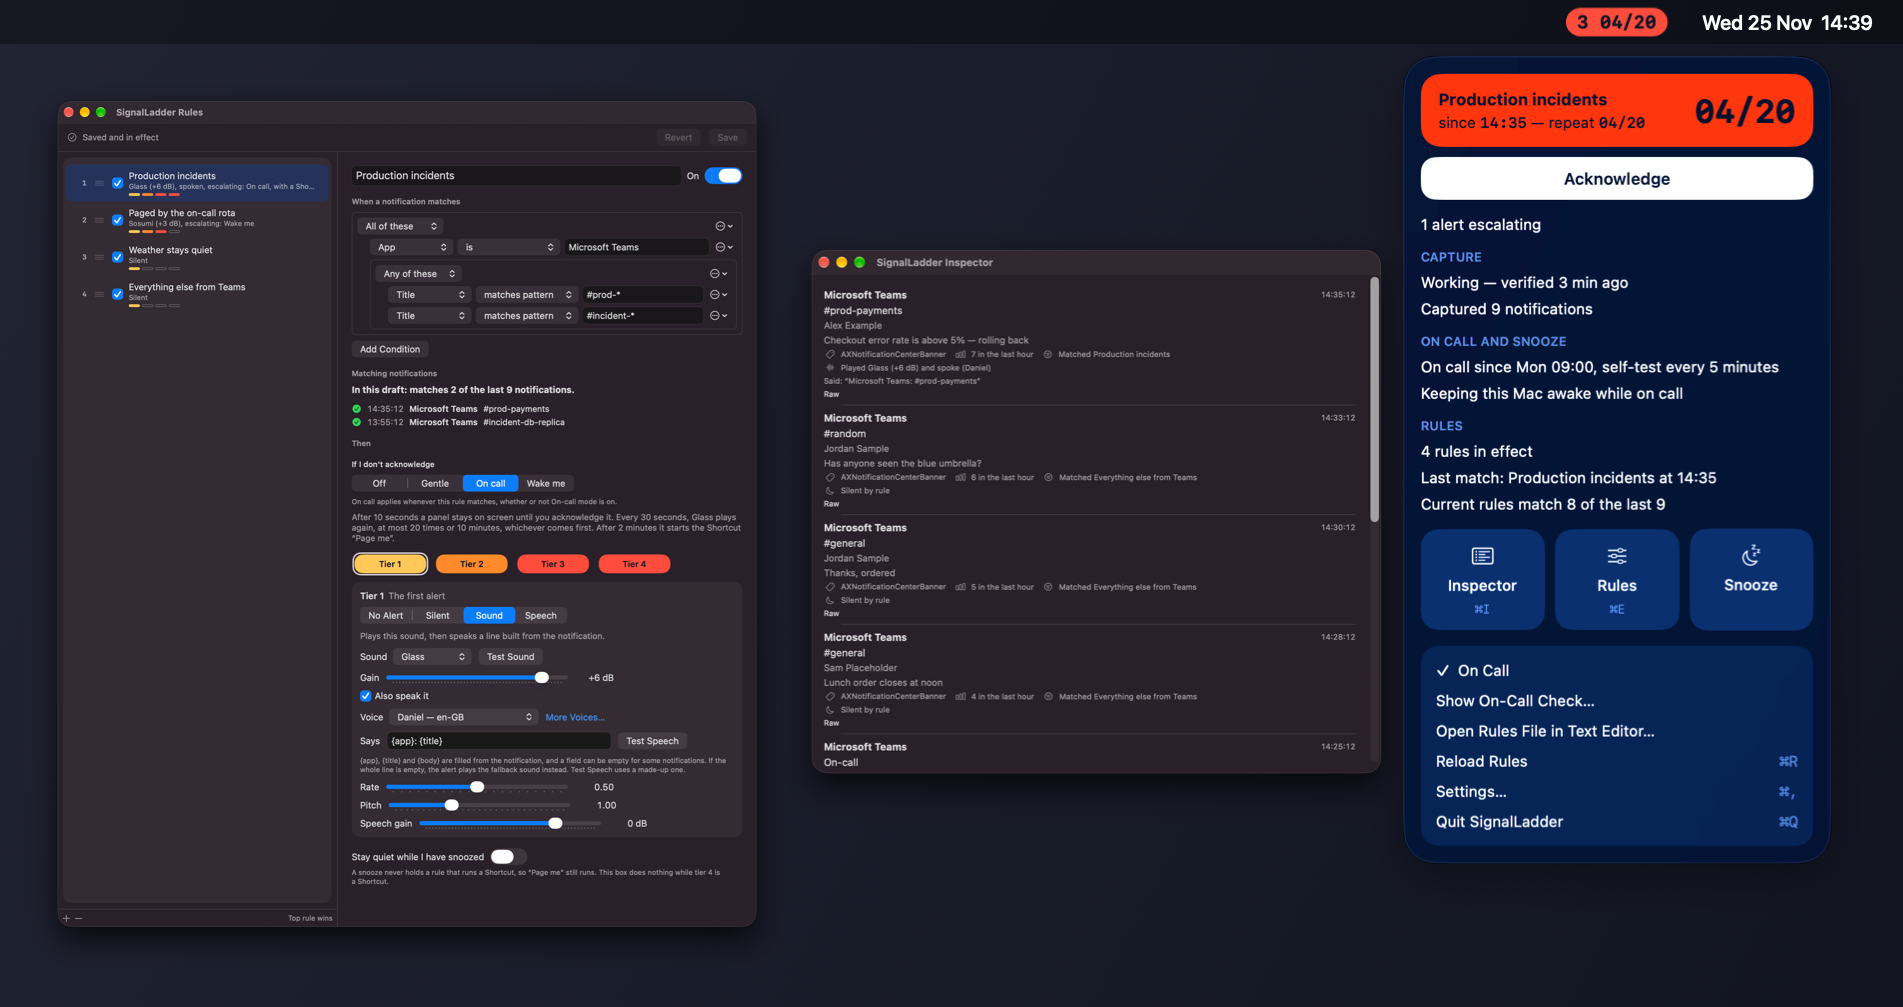 3 04/20
Wed 25 Nov 14:39
SignalLadder Rules
Saved and in effect
Revert
Save
1
Production incidents
Glass (+6 dB), spoken, escalating: On call, with a Sho...
2
Paged by the on-call rota
Sosumi (+3 dB), escalating: Wake me
3
Weather stays quiet
Silent
4
Everything else from Teams
Silent
Top rule wins
Production incidents
On
When a notification matches
All of these
App
is
Microsoft Teams
Any of these
Title
matches pattern
#prod-*
Title
matches pattern
#incident-*
Add Condition
Matching notifications
In this draft: matches 2 of the last 9 notifications.
14:35:12 Microsoft Teams #prod-payments
13:55:12 Microsoft Teams #incident-db-replica
Then
If I don't acknowledge
Off
Gentle
On call
Wake me
On call applies whenever this rule matches, whether or not On-call mode is on.
After 10 seconds a panel stays on screen until you acknowledge it. Every 30 seconds, Glass plays
again, at most 20 times or 10 minutes, whichever comes first. After 2 minutes it starts the Shortcut
"Page me".
Tier 1
Tier 2
Tier 3
Tier 4
Tier 1 The first alert
No Alert
Silent
Sound
Speech
Plays this sound, then speaks a line built from the notification.
Sound
Glass
Test Sound
Gain
+6 dB
Also speak it
Voice
Daniel — en-GB
More Voices...
Says
{app}: {title}
Test Speech
{app}, {title} and {body} are filled from the notification, and a field can be empty for some notifications. If the
whole line is empty, the alert plays the fallback sound instead. Test Speech uses a made-up one.
Rate
0.50
Pitch
1.00
Speech gain
0 dB
Stay quiet while I have snoozed
A snooze never holds a rule that runs a Shortcut, so "Page me" still runs. This box does nothing while tier 4 is
a Shortcut.
SignalLadder Inspector
Microsoft Teams
14:35:12
#prod-payments
Alex Example
Checkout error rate is above 5% — rolling back
AXNotificationCenterBanner
7 in the last hour
Matched Production incidents
Played Glass (+6 dB) and spoke (Daniel)
Said: "Microsoft Teams: #prod-payments"
Raw
Microsoft Teams
14:33:12
#random
Jordan Sample
Has anyone seen the blue umbrella?
AXNotificationCenterBanner
6 in the last hour
Matched Everything else from Teams
Silent by rule
Raw
Microsoft Teams
14:30:12
#general
Jordan Sample
Thanks, ordered
AXNotificationCenterBanner
5 in the last hour
Matched Everything else from Teams
Silent by rule
Raw
Microsoft Teams
14:28:12
#general
Sam Placeholder
Lunch order closes at noon
AXNotificationCenterBanner
4 in the last hour
Matched Everything else from Teams
Silent by rule
Raw
Microsoft Teams
14:25:12
On-call
Production incidents
since 14:35 — repeat 04/20
04/20
Acknowledge
1 alert escalating
CAPTURE
Working — verified 3 min ago
Captured 9 notifications
ON CALL AND SNOOZE
On call since Mon 09:00, self-test every 5 minutes
Keeping this Mac awake while on call
RULES
4 rules in effect
Last match: Production incidents at 14:35
Current rules match 8 of the last 9
Inspector
⌘I
Rules
⌘E
Snooze
✓ On Call
Show On-Call Check...
Open Rules File in Text Editor...
Reload Rules
⌘R
Settings...
⌘,
Quit SignalLadder
⌘Q